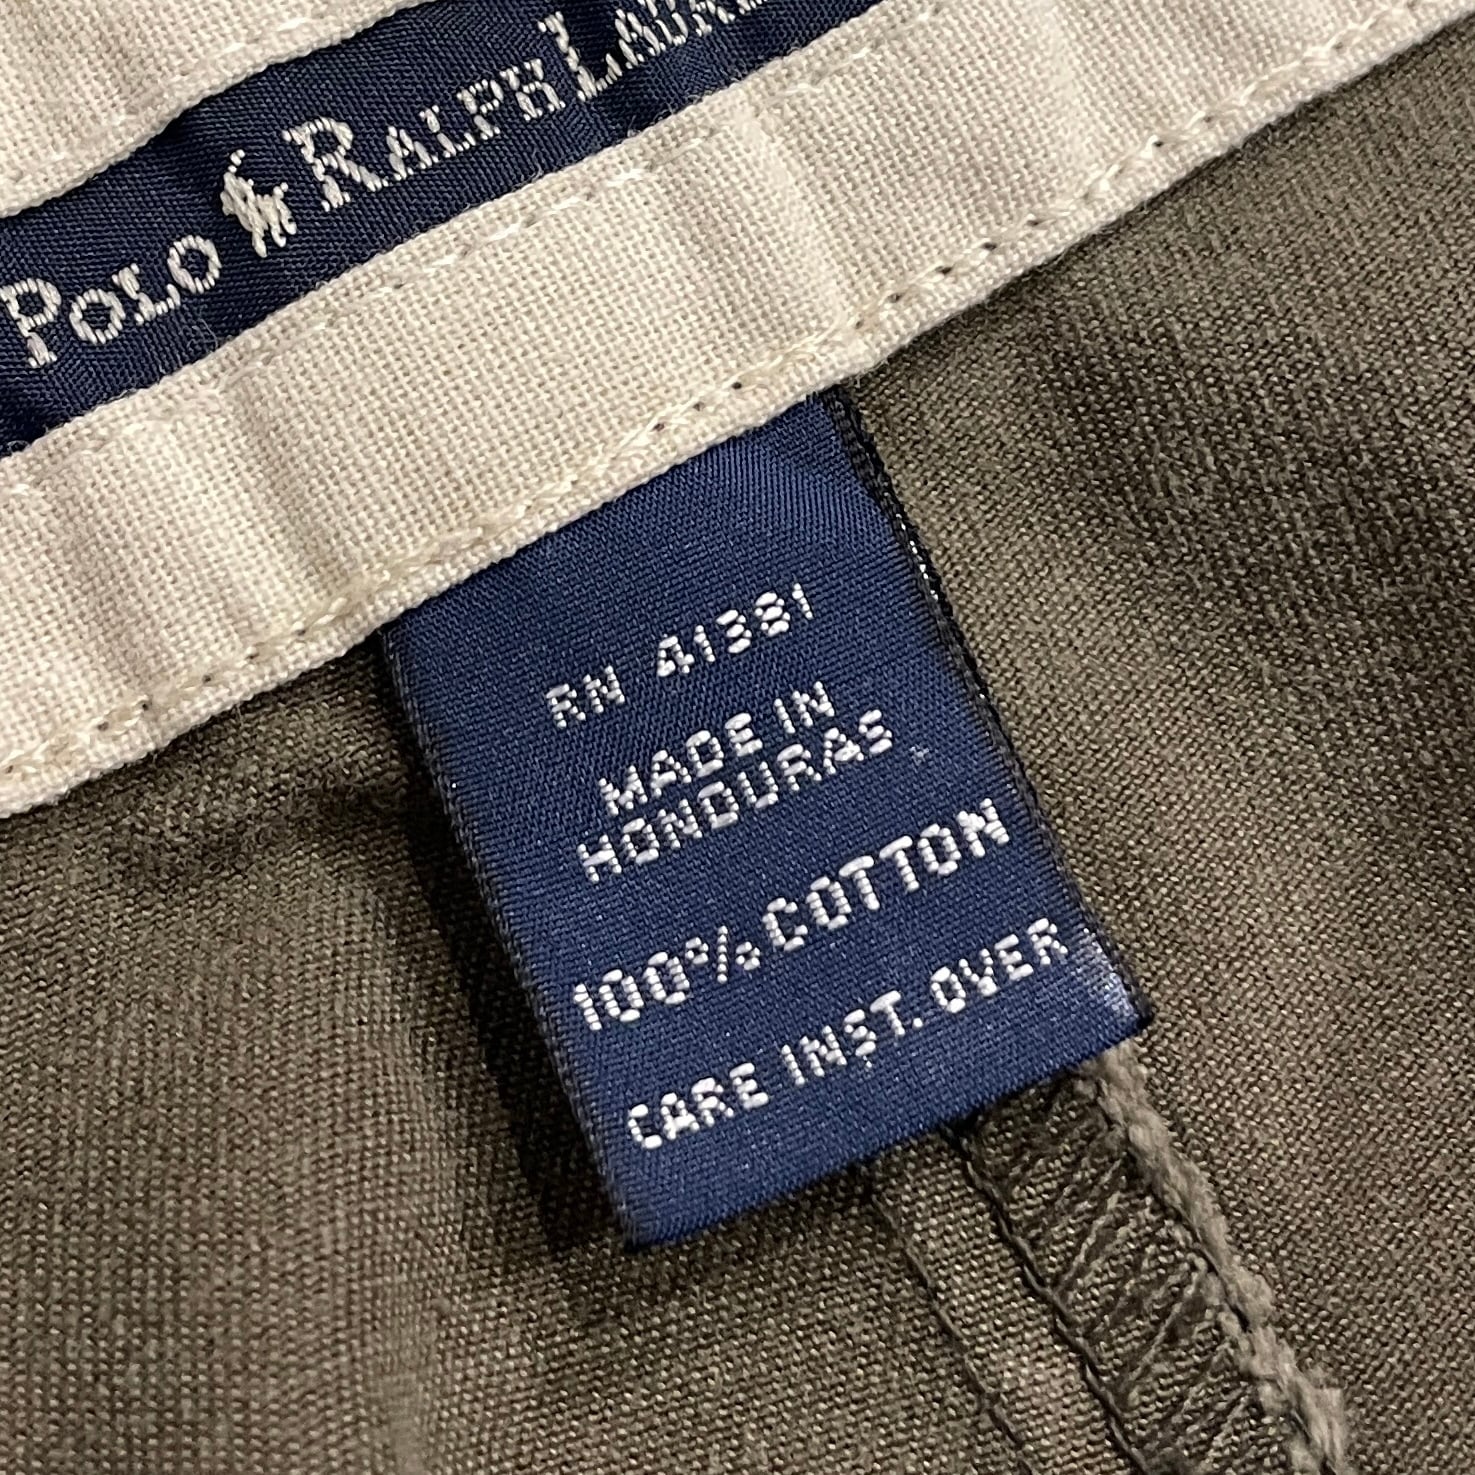 POLO RALPH LAUR
RN 41381
MADE IN
HONDURAS
100% COTTON
CARE INST. OVER